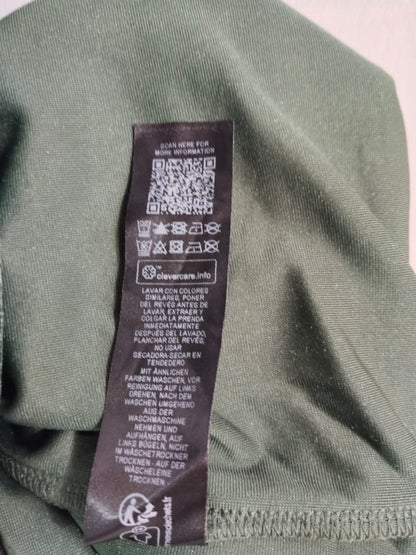 SCAN HERE FOR
MORE INFORMATION
clevercare.info
LAVAR CON COLORES
SIMILARES, PONER
DEL REVÉS ANTES DE
LAVAR, EXTRAER Y
COLGAR LA PRENDA
INMEDIATAMENTE
DESPUÉS DEL LAVADO,
PLANCHAR DEL REVÉS,
NO USAR
SECADORA-SECAR EN
TENDEDERO
MIT ÄHNLICHEN
FARBEN WASCHEN, VOR
REINIGUNG AUF LINKS
DREHEN, NACH DEM
WASCHEN UMGEHEND
AUS DER
WASCHMASCHINE
NEHMEN UND
AUFHÄNGEN, AUF
LINKS BÜGELN, NICHT
IM WÄSCHETROCKNER
TROCKNEN - AUF DER
WÄSCHELEINE
TROCKNEN